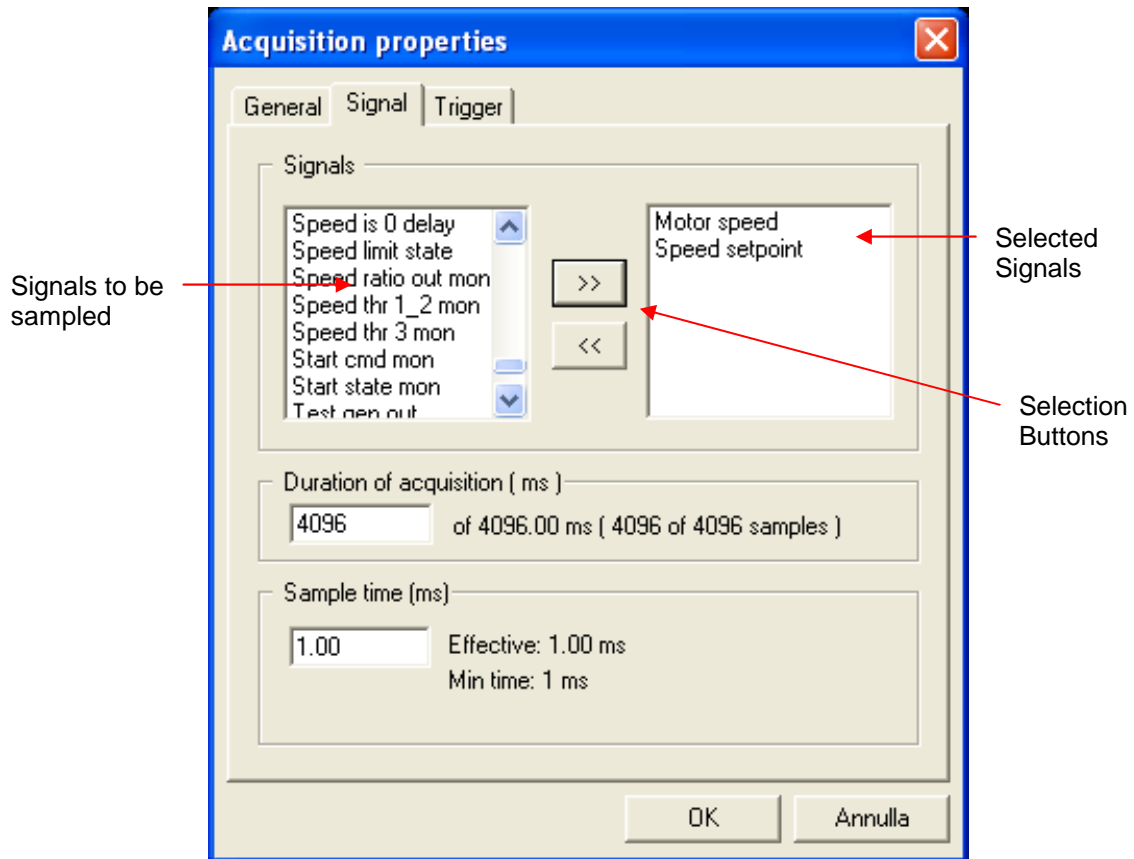 Acquisition properties
General
Signal
Trigger
Signals
Speed is 0 delay
Speed limit state
Speed ratio out mon
Speed thr 1_2 mon
Speed thr 3 mon
Start cmd mon
Start state mon
Test gen out
>>
<<
Motor speed
Speed setpoint
Signals to be
sampled
Selected
Signals
Selection
Buttons
Duration of acquisition ( ms )
4096
of 4096.00 ms ( 4096 of 4096 samples )
Sample time (ms)
1.00
Effective: 1.00 ms
Min time: 1 ms
OK
Annulla